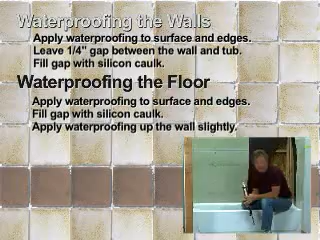 Waterproofing the Walls
Apply waterproofing to surface and edges.
Leave 1/4" gap between the wall and tub.
Fill gap with silicon caulk.
Waterproofing the Floor
Apply waterproofing to surface and edges.
Fill gap with silicon caulk.
Apply waterproofing up the wall slightly.